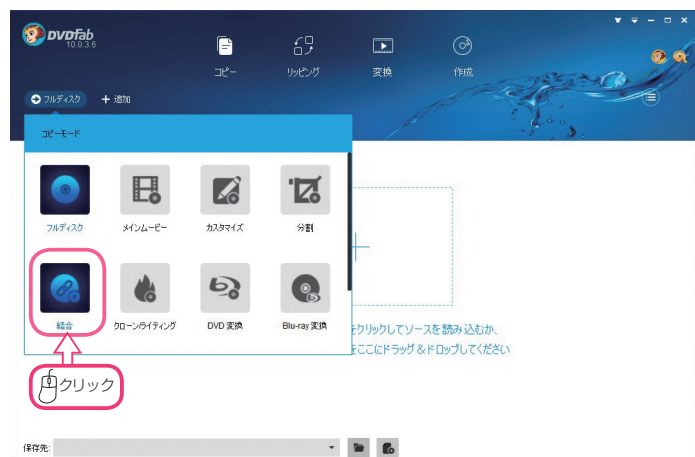 DVDFab
10.0.3.6
コピー
リッピング
変換
作成
フルディスク
追加
コピーモード
フルディスク
メインムービー
カスタマイズ
分割
結合
クローン/ライティング
DVD 変換
Blu-ray 変換
をクリックしてソースを読み込むか、
をここにドラッグ&ドロップしてください
クリック
保存先: